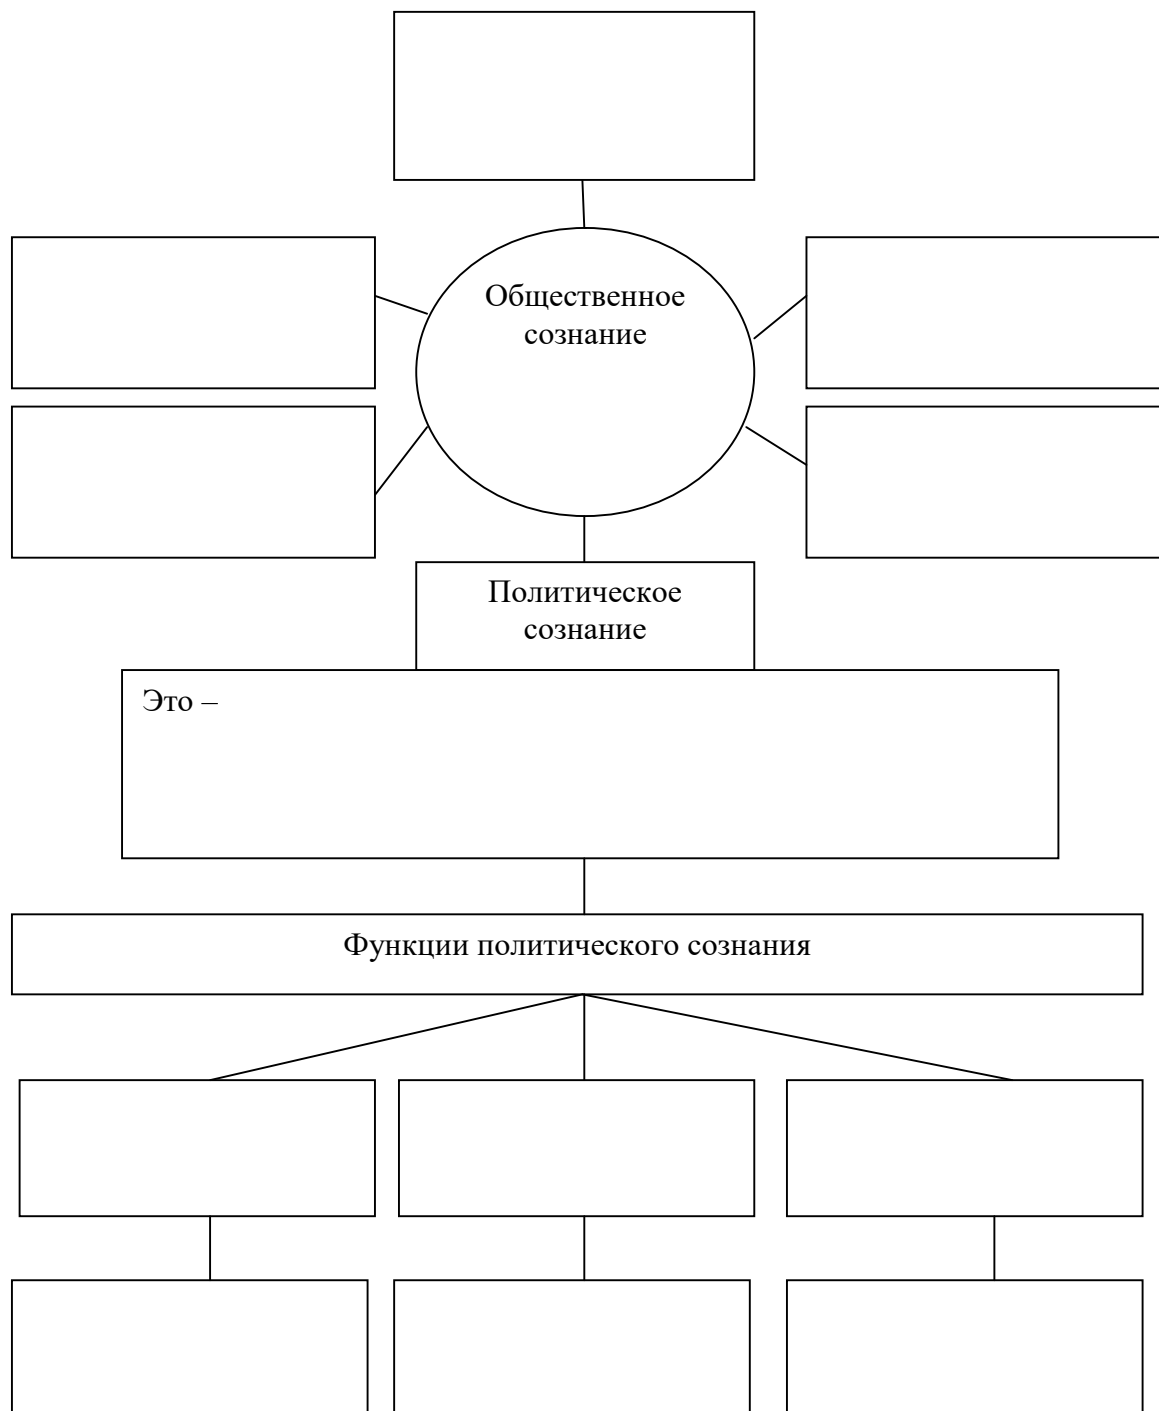 Общественное
сознание
Политическое
сознание
Это –
Функции политического сознания